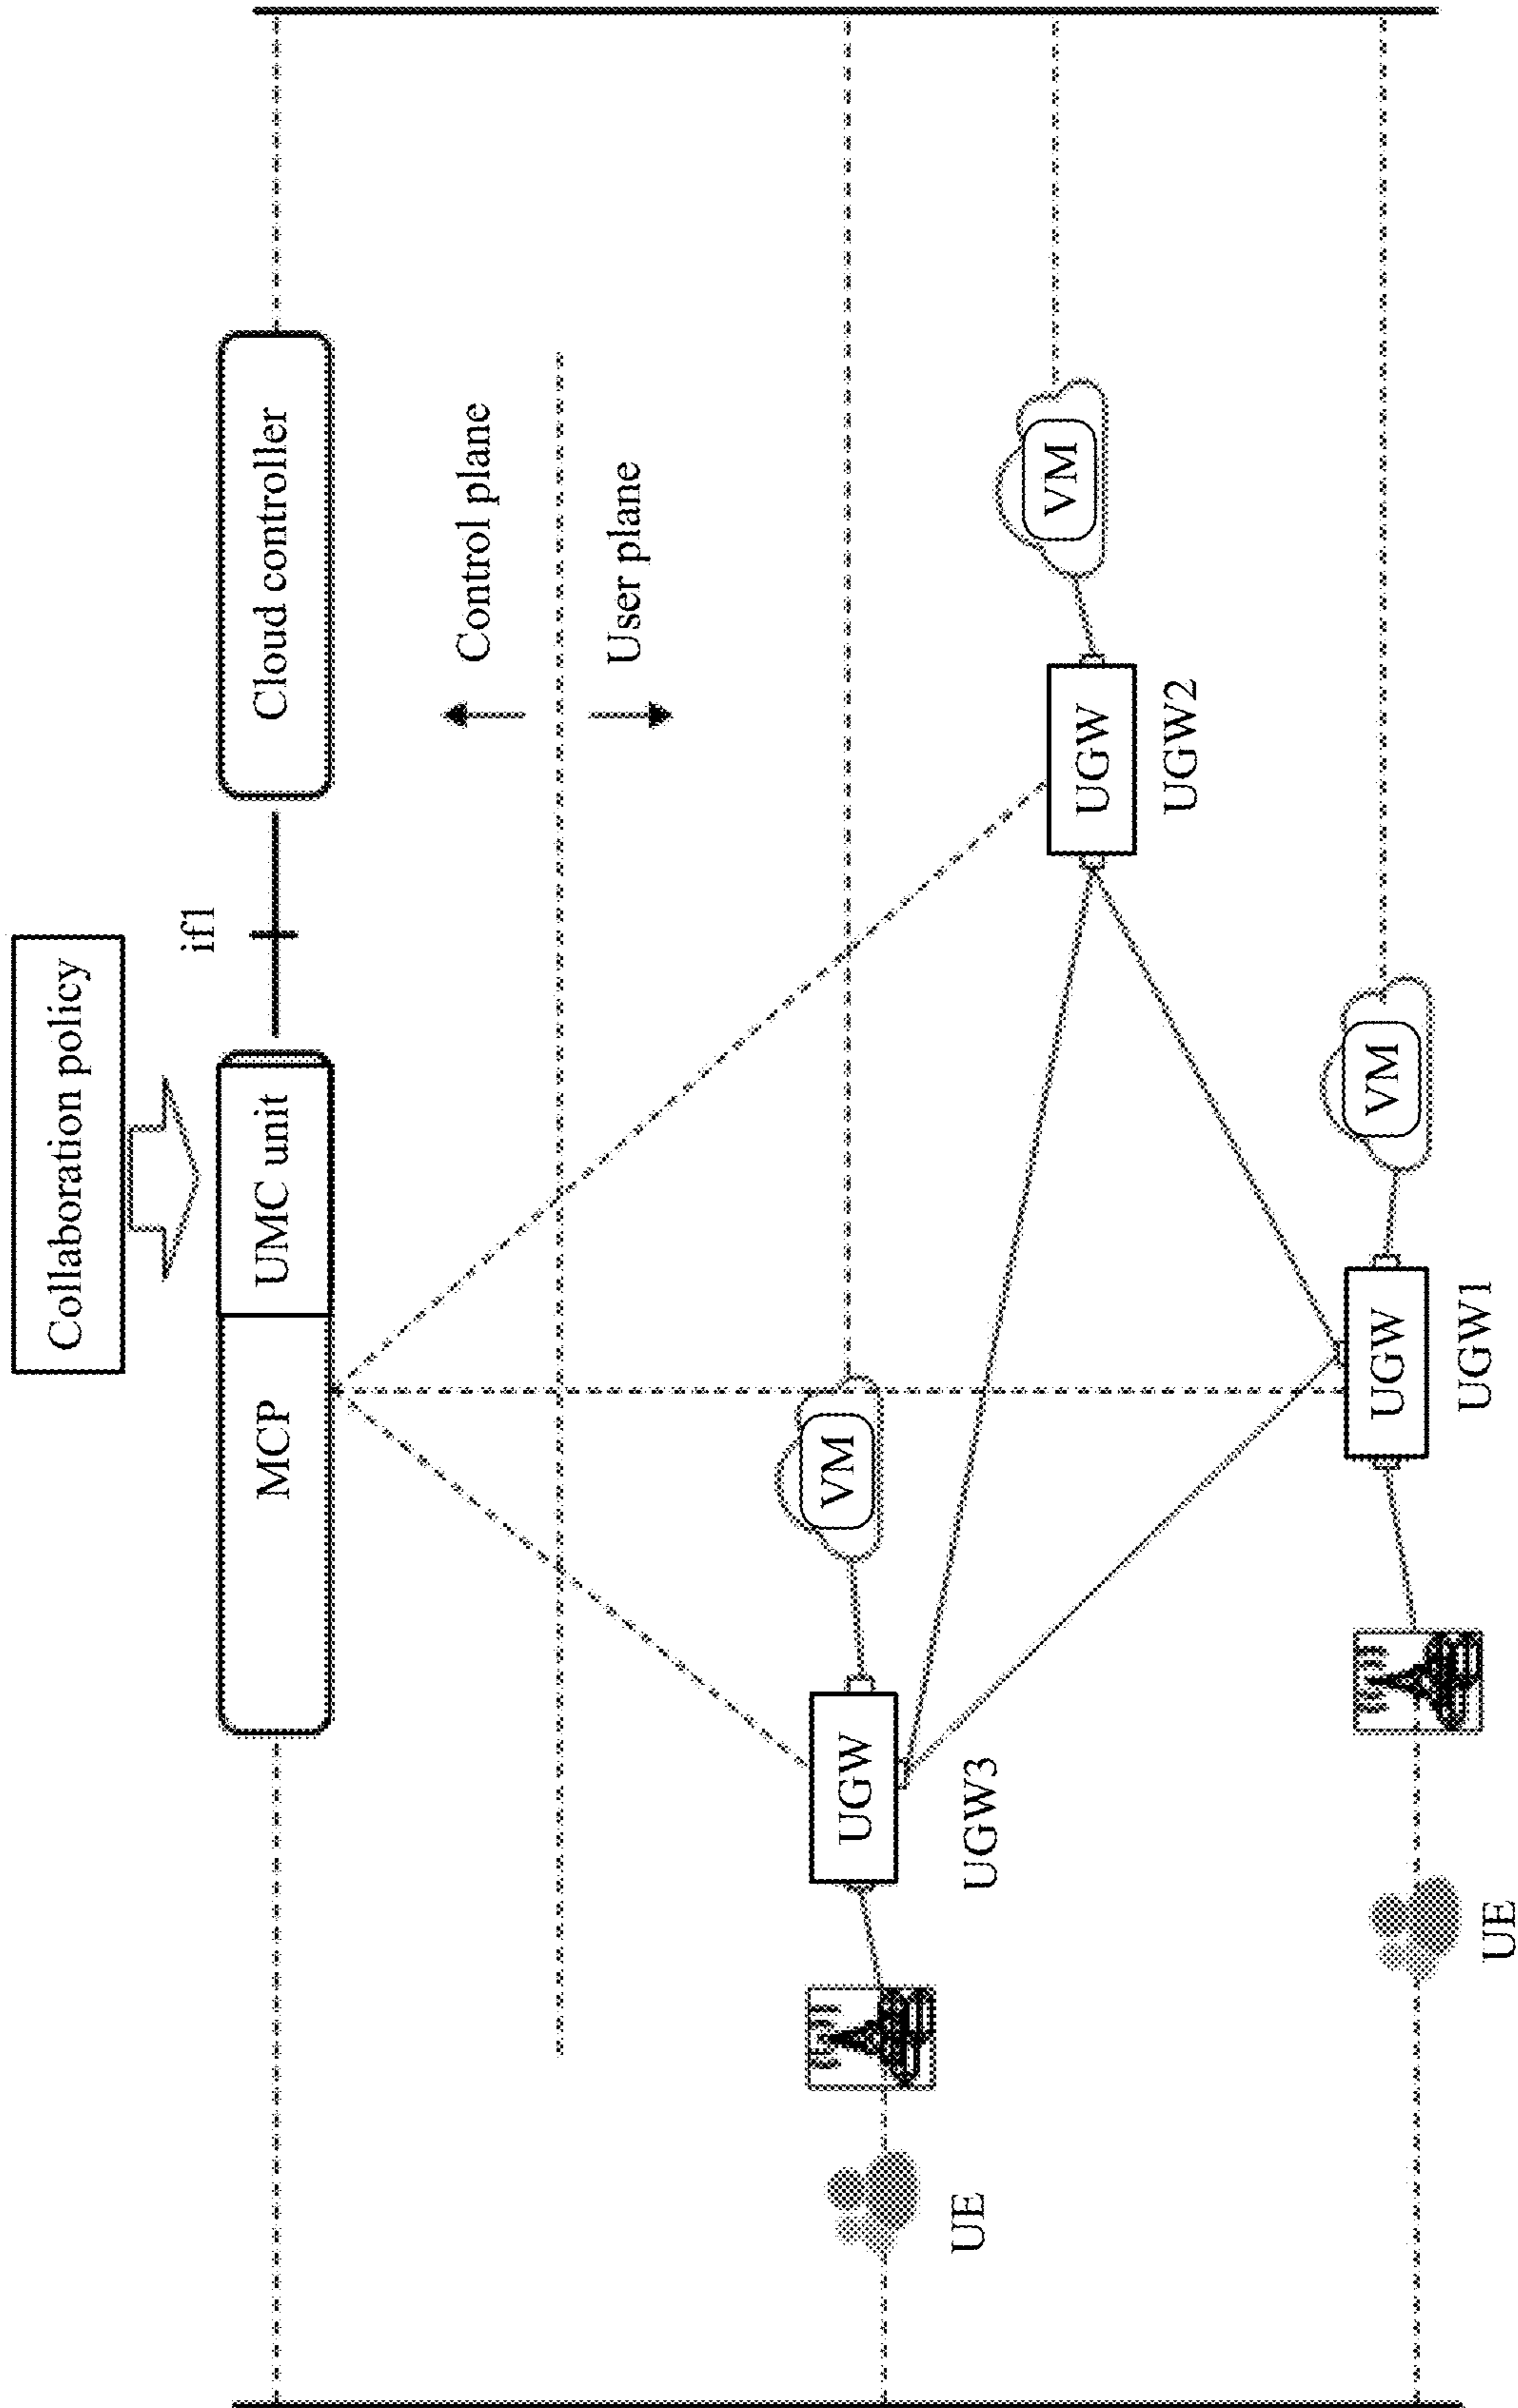 Collaboration policy
if1
MCP
UMC unit
Cloud controller
Control plane
User plane
VM
UGW
UGW3
UE
VM
UGW
UGW2
VM
UGW
UGW1
UE